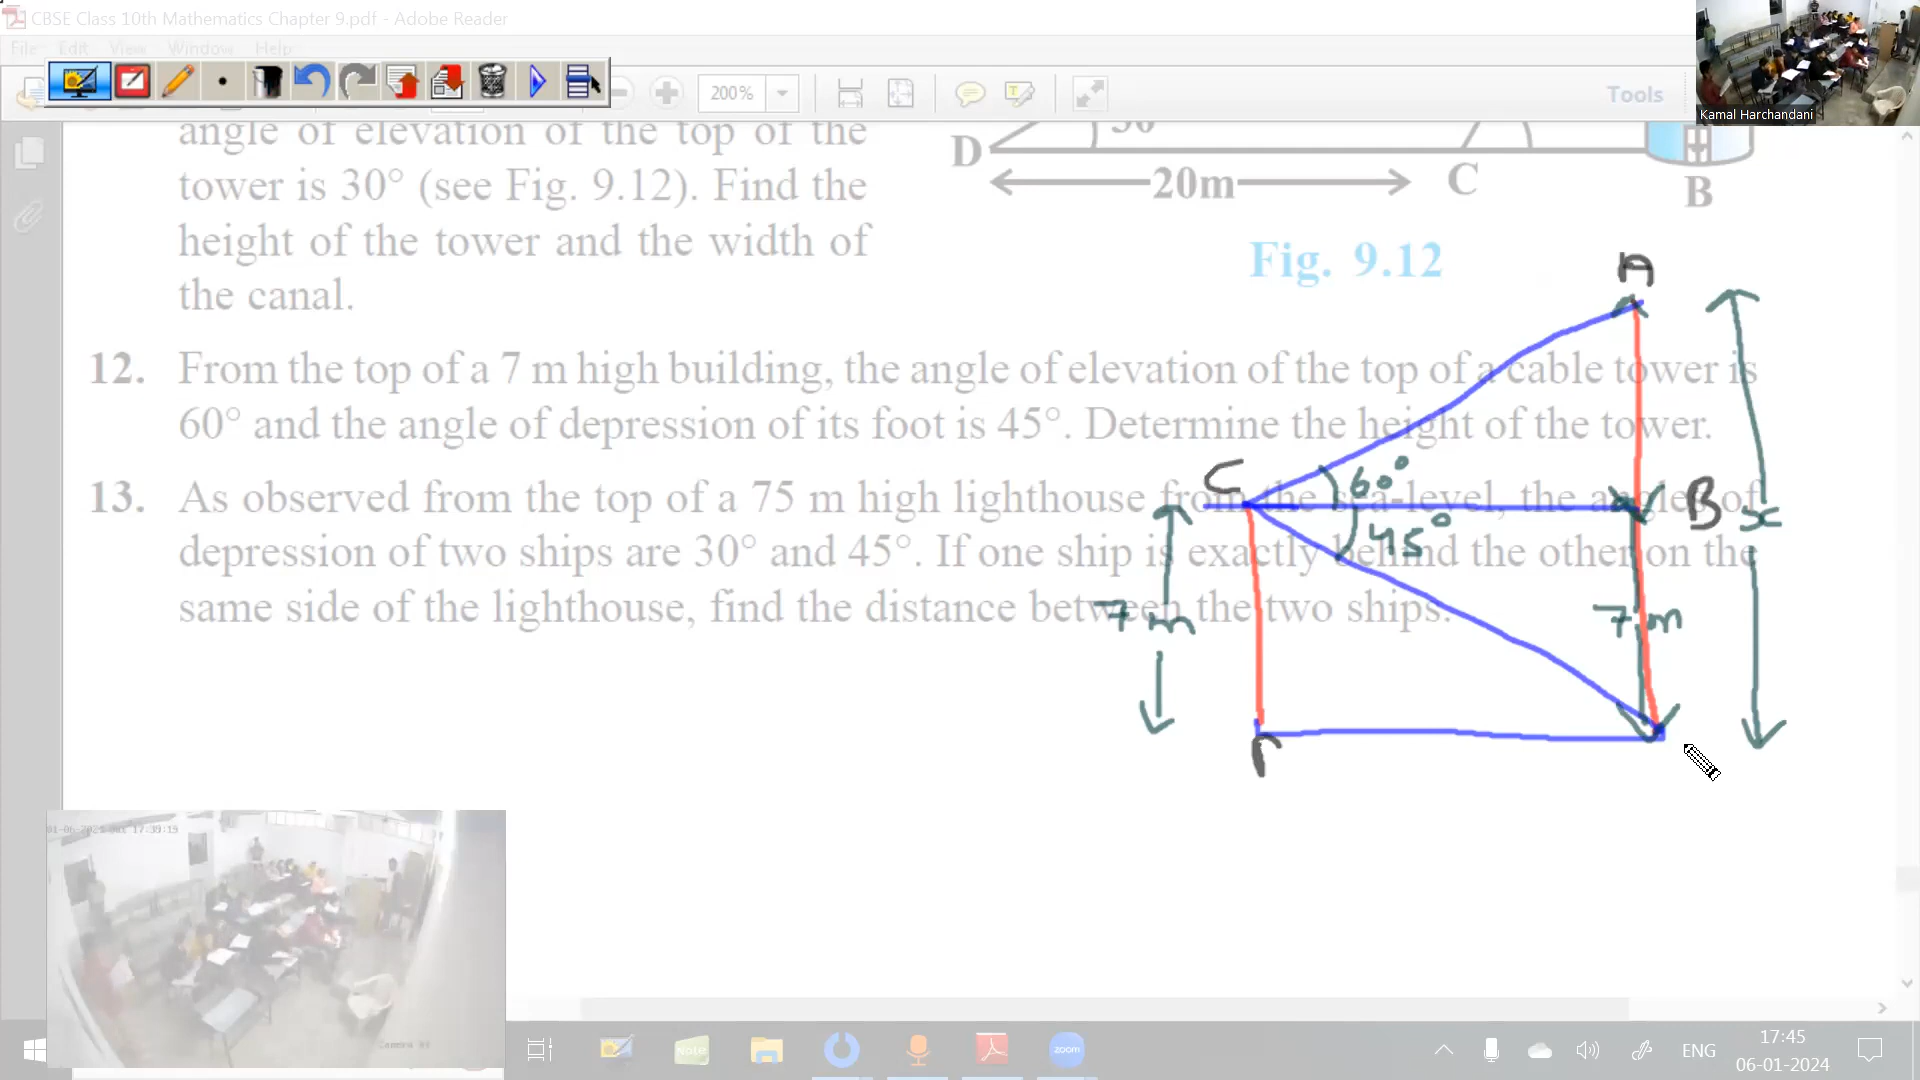 CBSE Class 10th Mathematics Chapter 9.pdf - Adobe Reader
File Edit View Window Help
200%
Tools
Kamal Harchandani
angle of elevation of the top of the
tower is 30° (see Fig. 9.12). Find the
height of the tower and the width of
the canal.
D
20m
C
B
Fig. 9.12
12. From the top of a 7 m high building, the angle of elevation of the top of a cable tower is
60° and the angle of depression of its foot is 45°. Determine the height of the tower.
13. As observed from the top of a 75 m high lighthouse from the sea-level, the angles of
depression of two ships are 30° and 45°. If one ship is exactly behind the other on the
same side of the lighthouse, find the distance between the two ships.
A
C
60°
B
x
45°
7 m
7 m
Note
zoom
ENG
17:45
06-01-2024